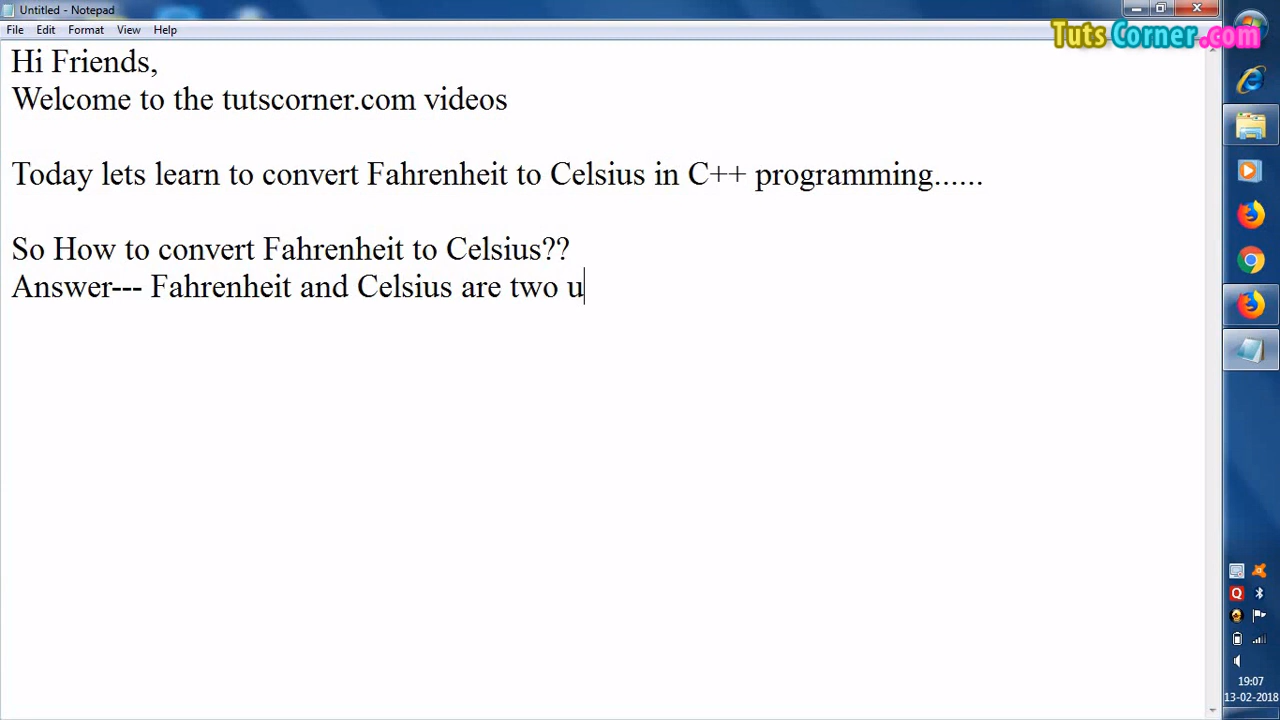 Untitled - Notepad
File Edit Format View Help
Tuts Corner .com
Hi Friends,
Welcome to the tutscorner.com videos
Today lets learn to convert Fahrenheit to Celsius in C++ programming......
So How to convert Fahrenheit to Celsius??
Answer--- Fahrenheit and Celsius are two u
19:07
13-02-2018